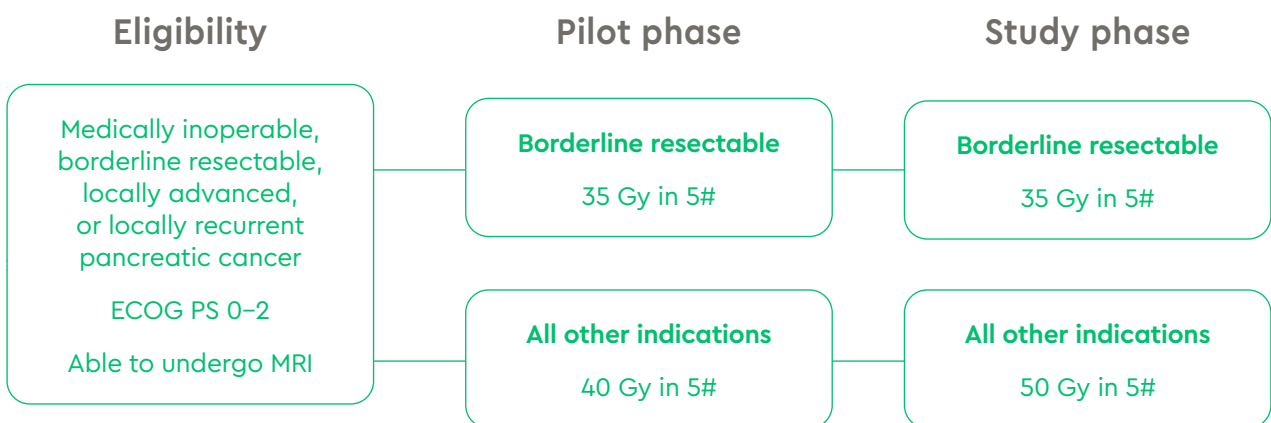 Eligibility
Pilot phase
Study phase
Medically inoperable,
borderline resectable,
locally advanced,
or locally recurrent
pancreatic cancer
ECOG PS 0–2
Able to undergo MRI
Borderline resectable
35 Gy in 5#
Borderline resectable
35 Gy in 5#
All other indications
40 Gy in 5#
All other indications
50 Gy in 5#